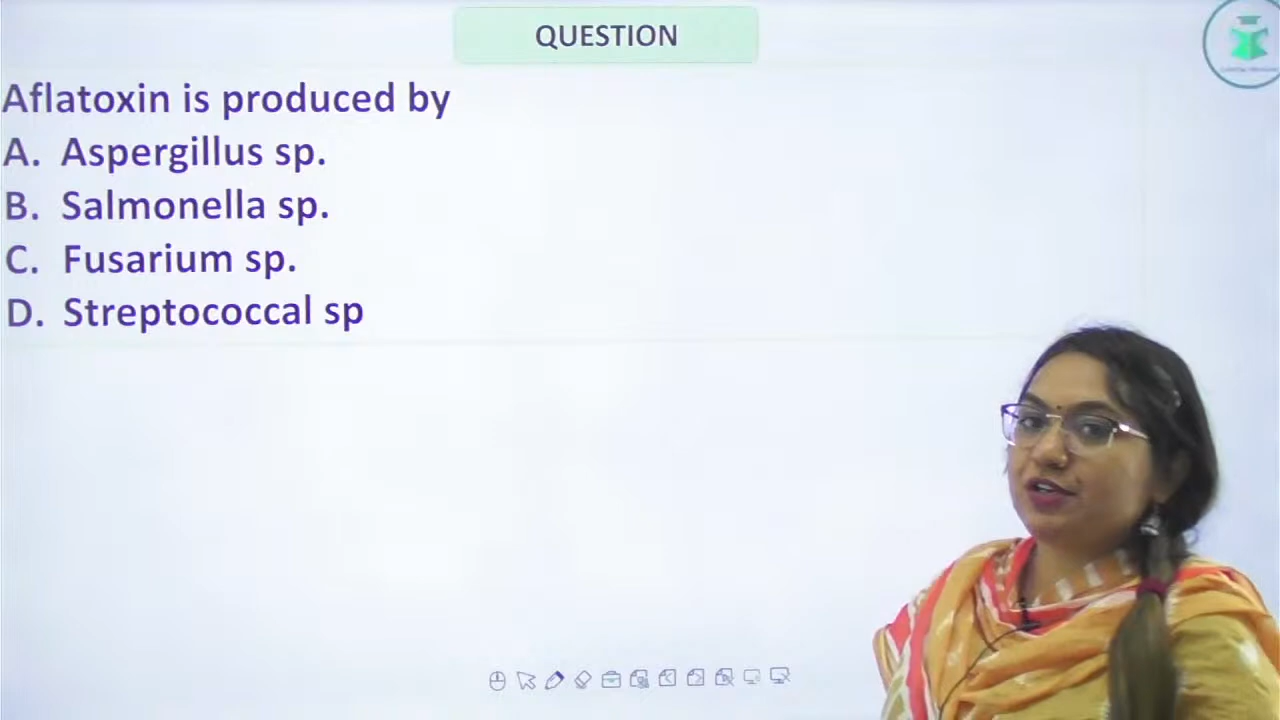 QUESTION
Aflatoxin is produced by
A. Aspergillus sp.
B. Salmonella sp.
C. Fusarium sp.
D. Streptococcal sp